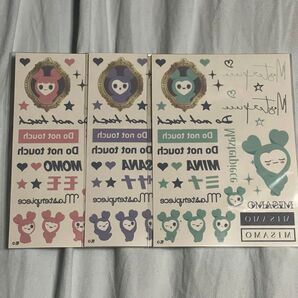 Do not touch
Do not touch
MOMO
モモ
Masterpiece
Do not touch
Do not touch
SANA
サナ
Masterpiece
Do not touch
Do not touch
MINA
ミナ
Masterpiece
Masterpiece
MISAMO
MISAMO
MISAMO